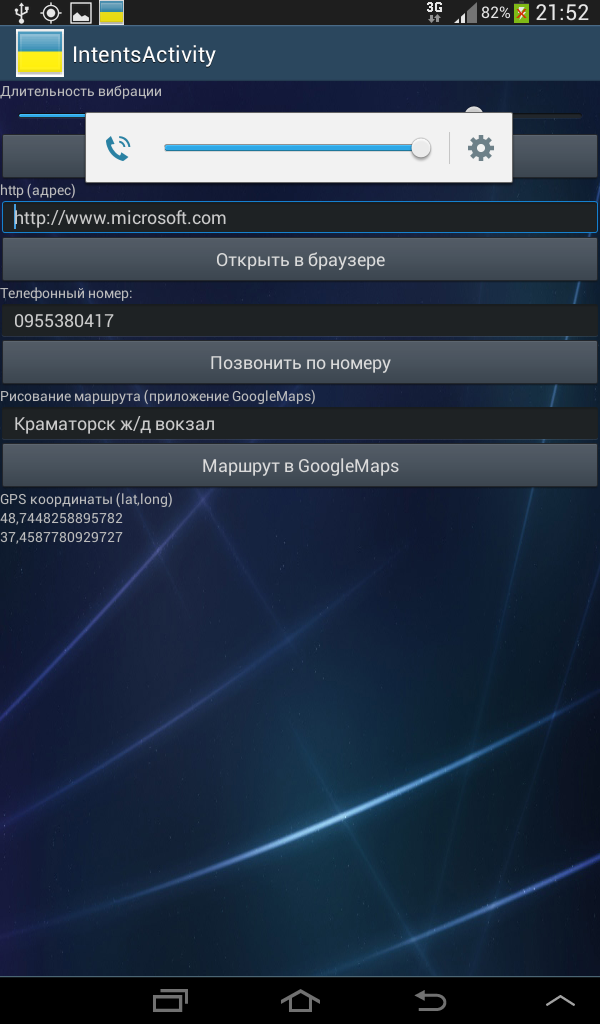 3G 82% 21:52
IntentsActivity
Длительность вибрации
http (адрес)
http://www.microsoft.com
Открыть в браузере
Телефонный номер:
0955380417
Позвонить по номеру
Рисование маршрута (приложение GoogleMaps)
Краматорск ж/д вокзал
Маршрут в GoogleMaps
GPS координаты (lat,long)
48,7448258895782
37,4587780929727